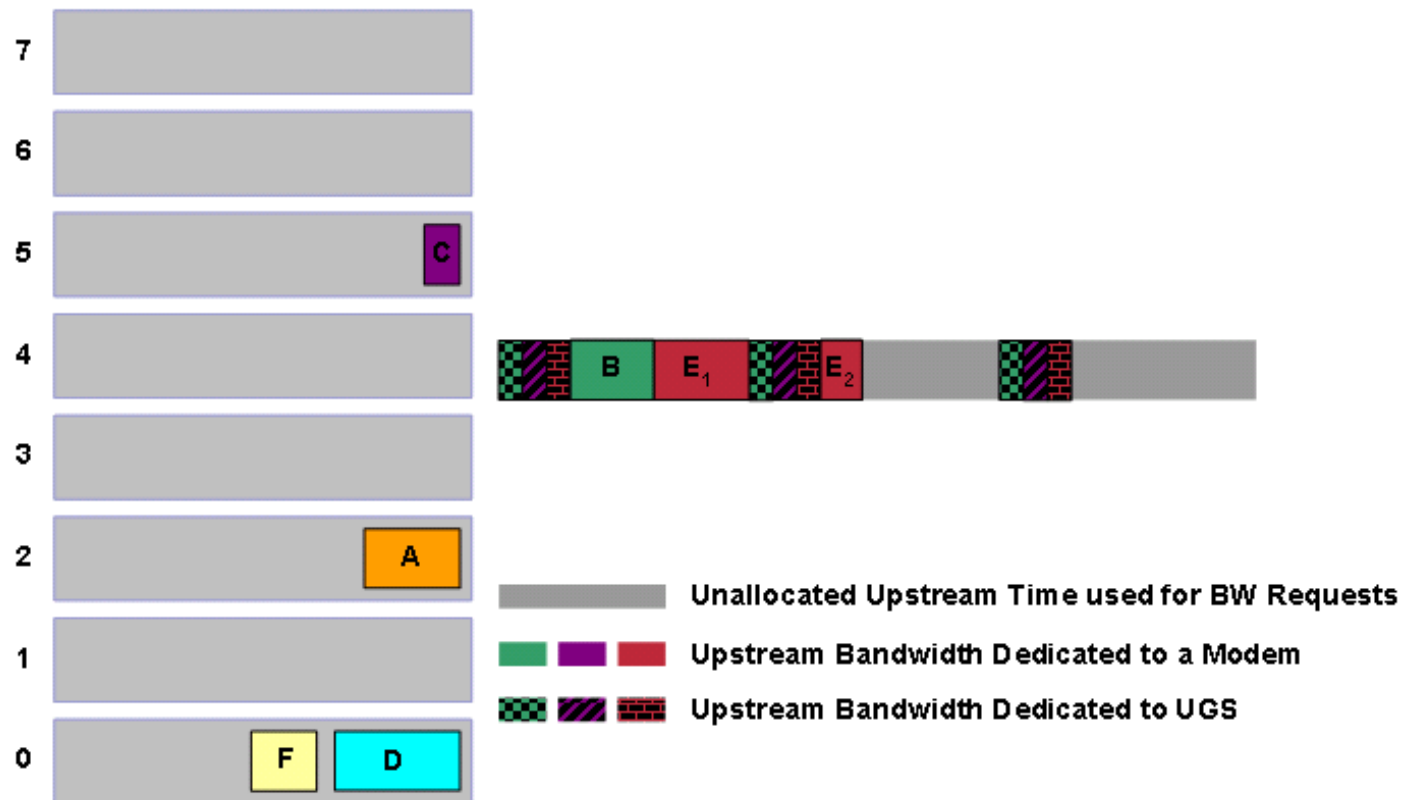 7
6
5 C
4 B E1 E2
3
2 A
Unallocated Upstream Time used for BW Requests
1 Upstream Bandwidth Dedicated to a Modem
Upstream Bandwidth Dedicated to UGS
0 F D